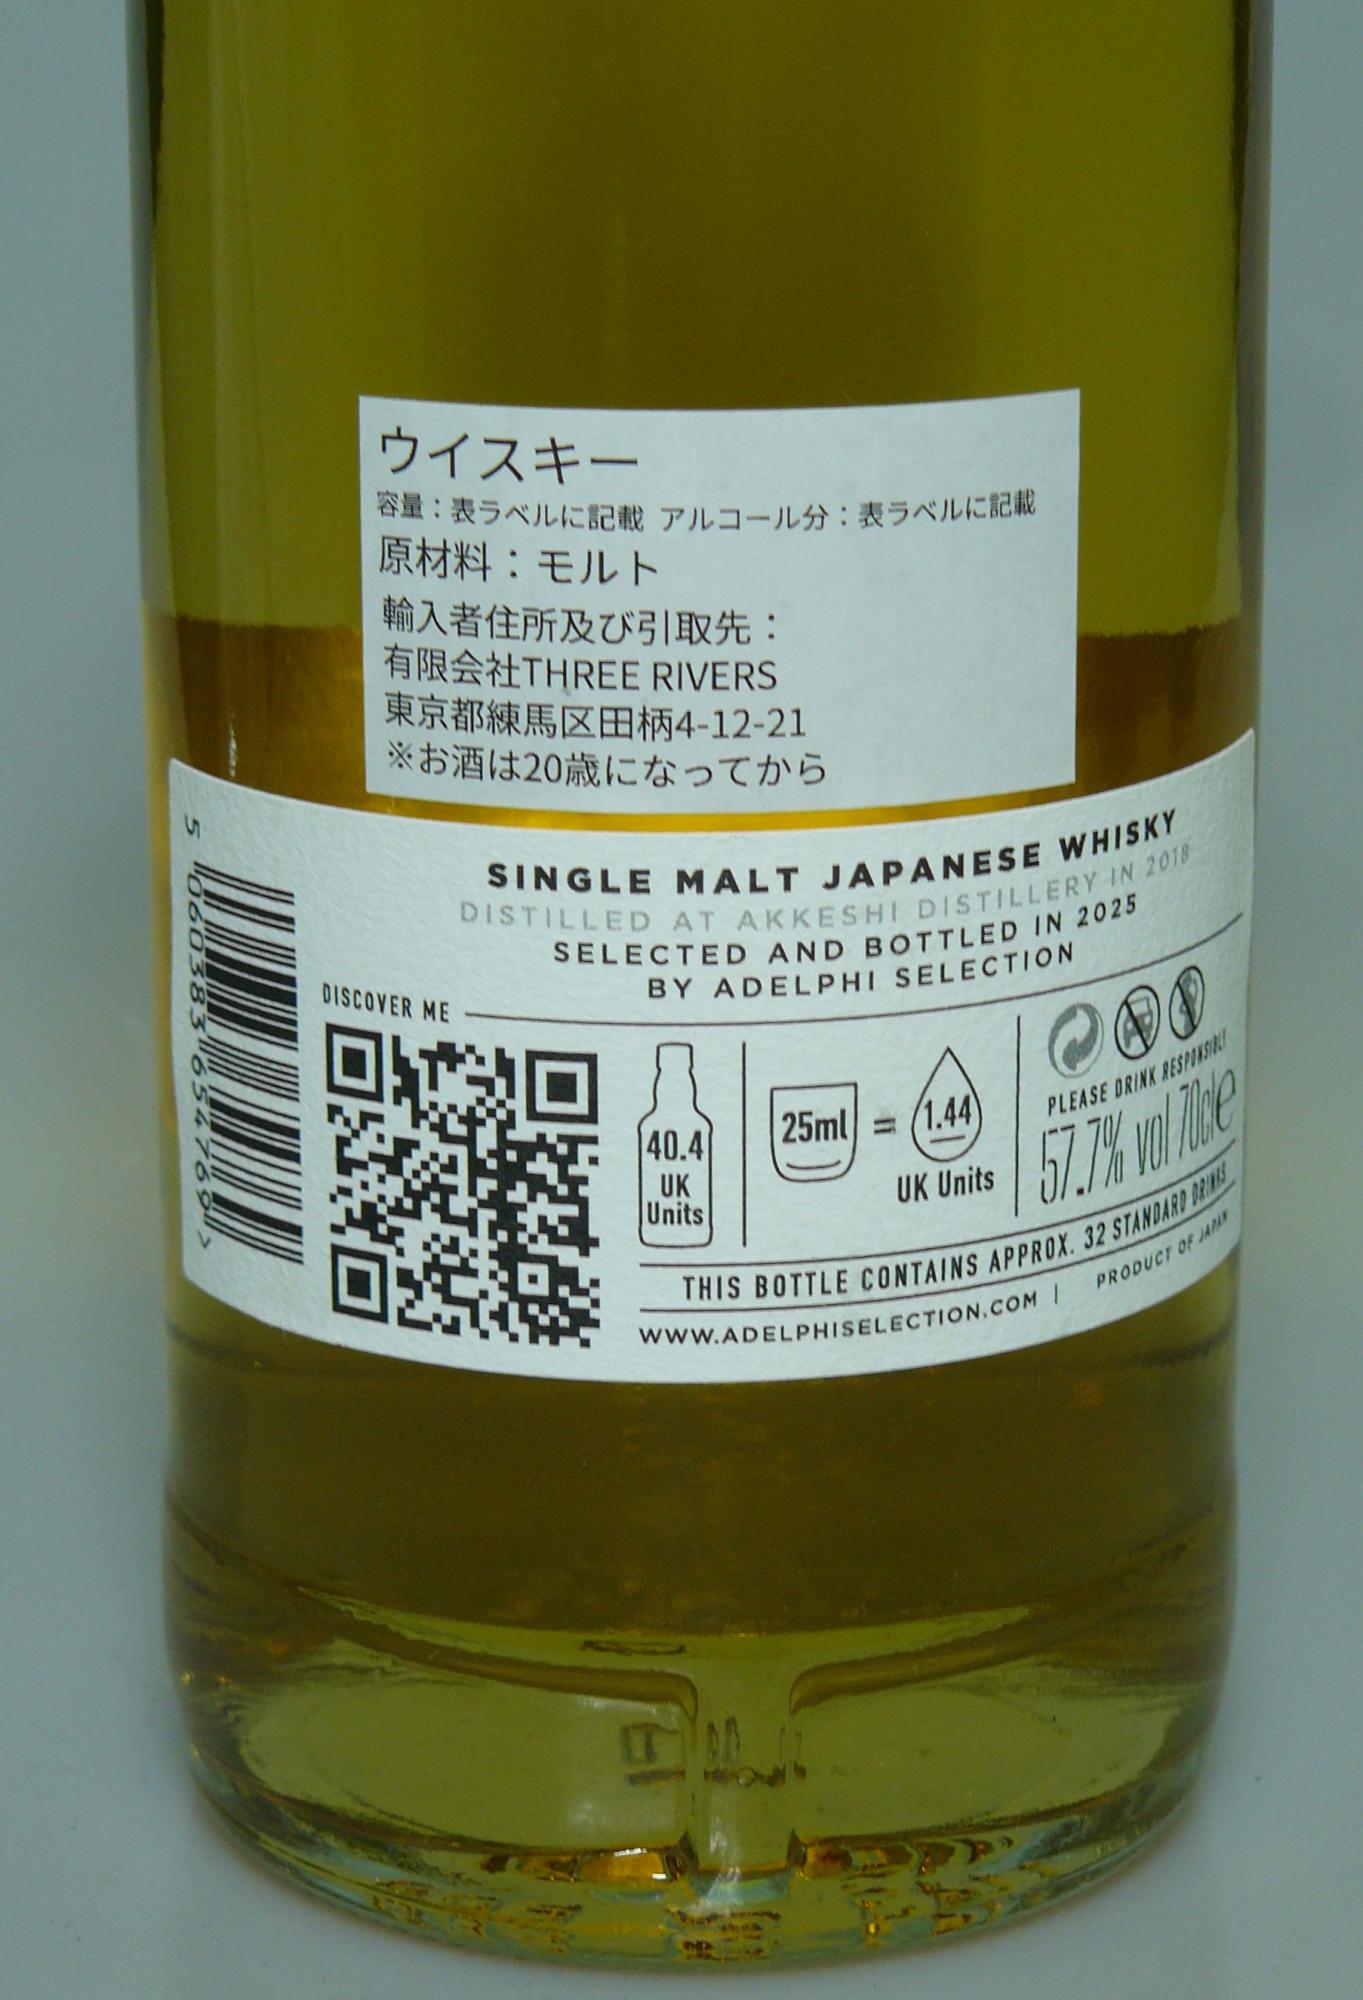 ウイスキー
容量：表ラベルに記載 アルコール分：表ラベルに記載
原材料：モルト
輸入者住所及び引取先：
有限会社THREE RIVERS
東京都練馬区田柄4-12-21
※お酒は20歳になってから
SINGLE MALT JAPANESE WHISKY
DISTILLED AT AKKESHI DISTILLERY IN 2018
SELECTED AND BOTTLED IN 2025
BY ADELPHI SELECTION
5 060383 654769 >
DISCOVER ME
40.4
UK
Units
25ml = 1.44
UK Units
PLEASE DRINK RESPONSIBLY
57.7% vol 70cl e
THIS BOTTLE CONTAINS APPROX. 32 STANDARD DRINKS
WWW.ADELPHISELECTION.COM | PRODUCT OF JAPAN